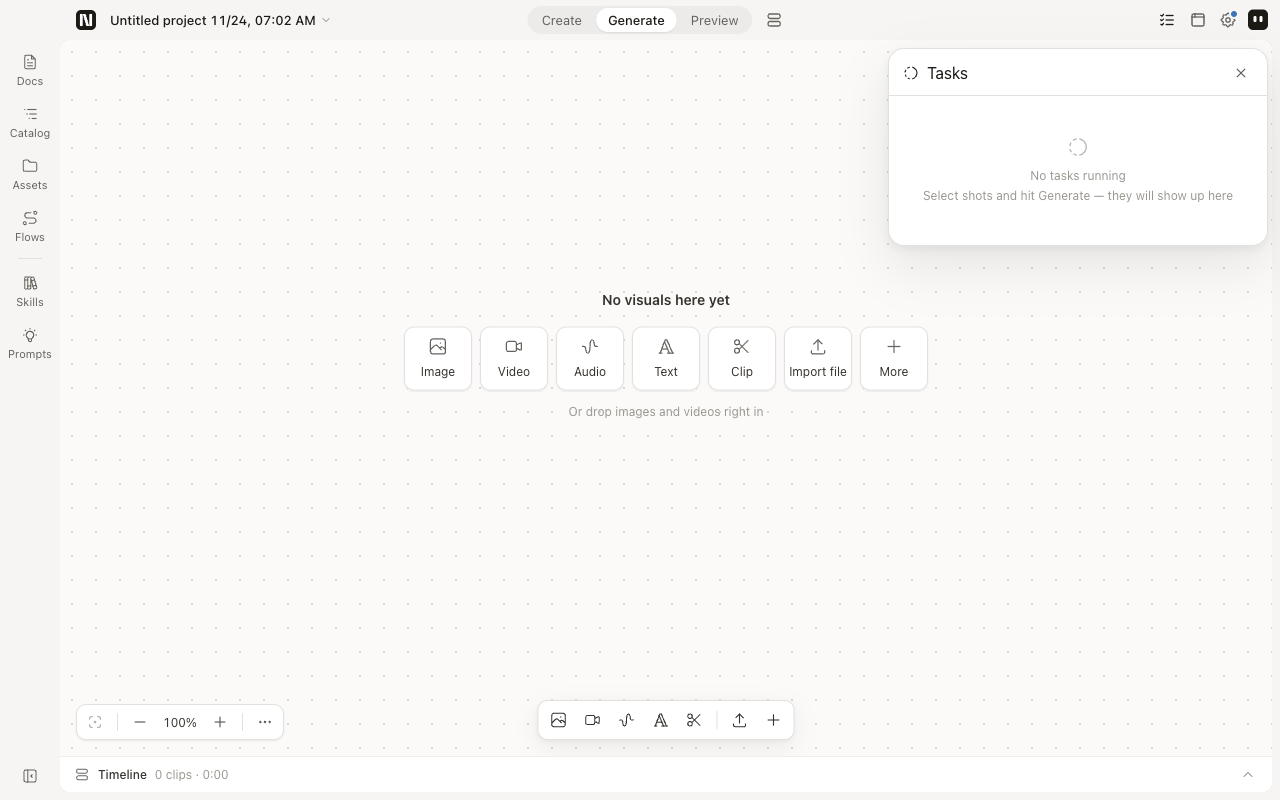 Untitled project 11/24, 07:02 AM
Create
Generate
Preview
Docs
Catalog
Assets
Flows
Skills
Prompts
Tasks
No tasks running
Select shots and hit Generate — they will show up here
No visuals here yet
Image
Video
Audio
Text
Clip
Import file
More
Or drop images and videos right in
100%
Timeline
0 clips · 0:00